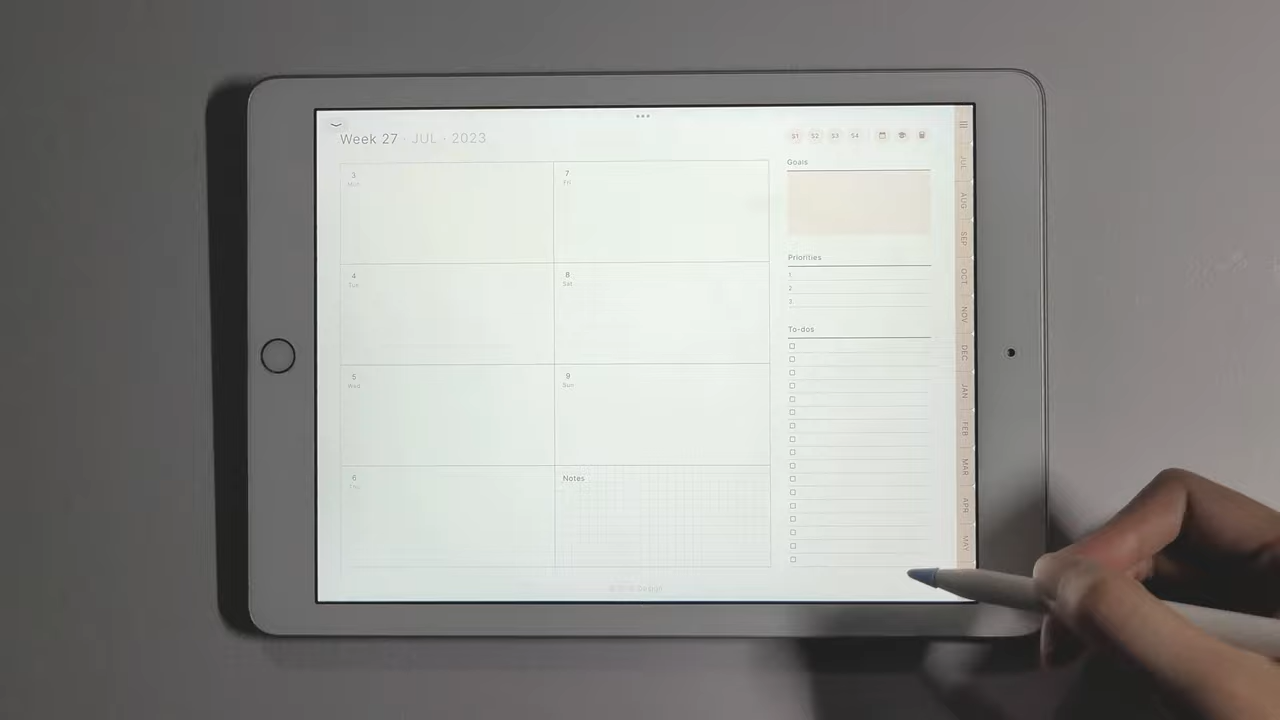 Week 27 · JUL · 2023
S1 S2 S3 S4
3
Mon
7
Fri
4
Tue
8
Sat
5
Wed
9
Sun
6
Thu
Notes
Goals
Priorities
1
2
3
To-dos
JUL
AUG
SEP
OCT
NOV
DEC
JAN
FEB
MAR
APR
MAY